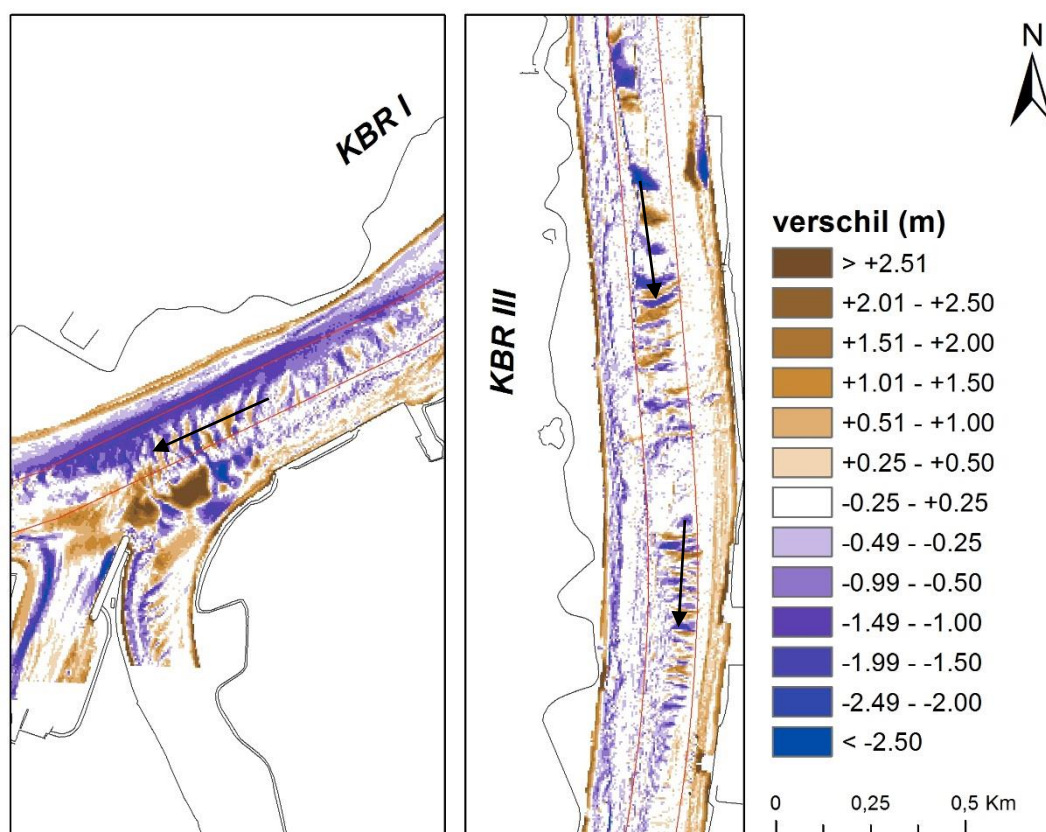 KBR I
KBR III
N
verschil (m)
> +2.51
+2.01 - +2.50
+1.51 - +2.00
+1.01 - +1.50
+0.51 - +1.00
+0.25 - +0.50
-0.25 - +0.25
-0.49 - -0.25
-0.99 - -0.50
-1.49 - -1.00
-1.99 - -1.50
-2.49 - -2.00
< -2.50
0 0,25 0,5 Km